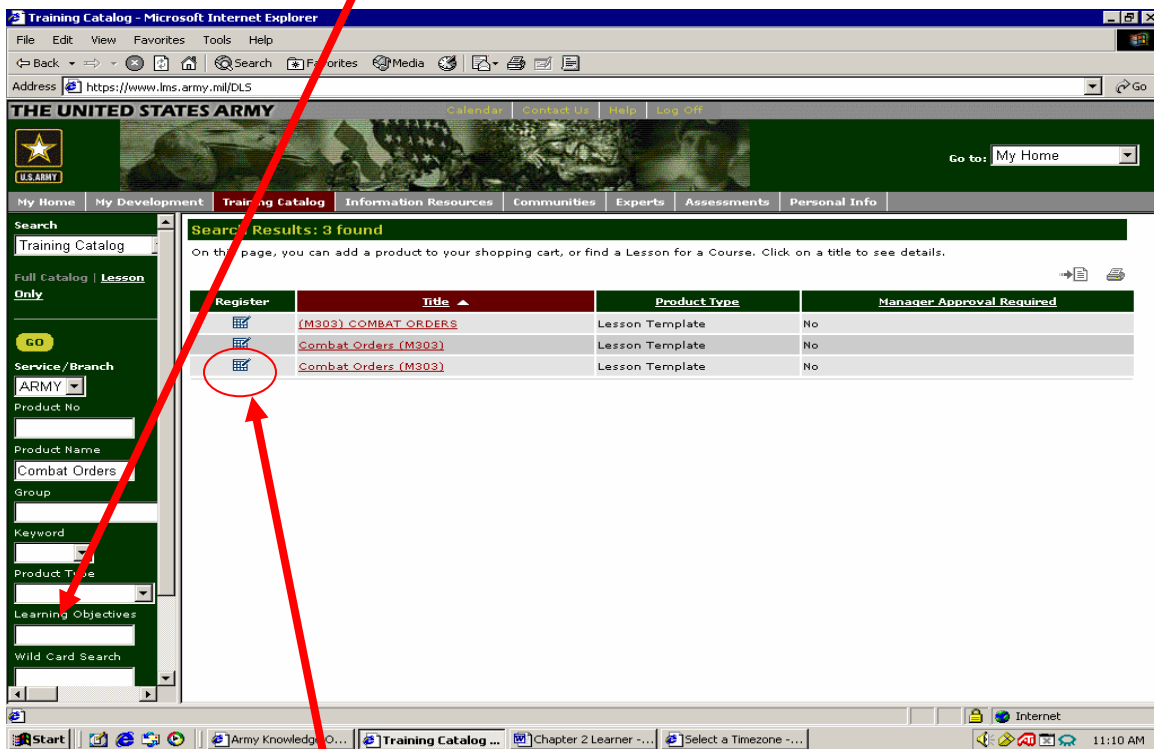 Training Catalog - Microsoft Internet Explorer
File Edit View Favorites Tools Help
Back Search Favorites Media
Address https://www.lms.army.mil/DLS Go
THE UNITED STATES ARMY Calendar Contact Us Help Log Off
U.S.ARMY
Go to: My Home
My Home My Development Training Catalog Information Resources Communities Experts Assessments Personal Info
Search
Training Catalog
Full Catalog | Lesson
Only
GO
Service/Branch
ARMY
Product No
Product Name
Combat Orders
Group
Keyword
Product Type
Learning Objectives
Wild Card Search
Search Results: 3 found
On this page, you can add a product to your shopping cart, or find a Lesson for a Course. Click on a title to see details.
Register Title Product Type Manager Approval Required
(M303) COMBAT ORDERS Lesson Template No
Combat Orders (M303) Lesson Template No
Combat Orders (M303) Lesson Template No
Internet
Start Army Knowledge O... Training Catalog ... Chapter 2 Learner -... Select a Timezone -... 11:10 AM